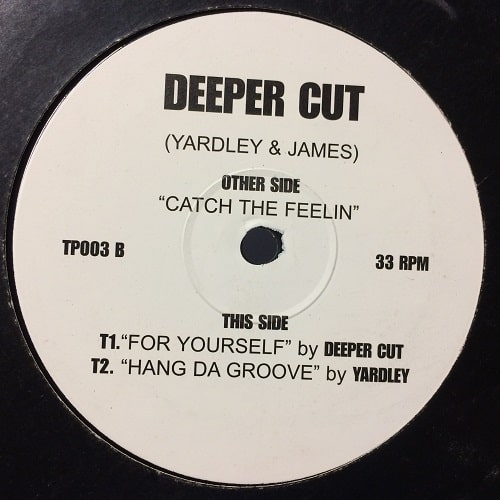 DEEPER CUT
(YARDLEY & JAMES)
OTHER SIDE
“CATCH THE FEELIN”
TP003 B
33 RPM
THIS SIDE
T1.“FOR YOURSELF” by DEEPER CUT
T2. “HANG DA GROOVE” by YARDLEY